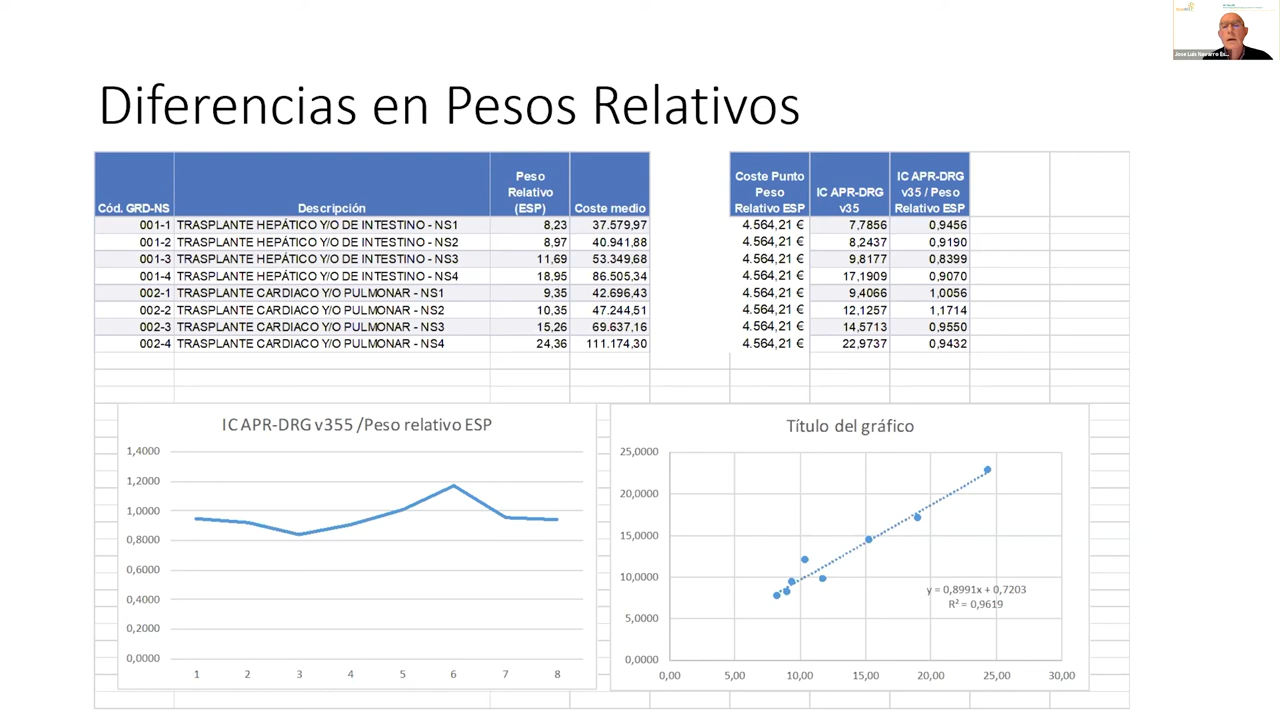 Jose Luis Navarro Es...
Diferencias en Pesos Relativos
Cód. GRD-NS Descripción Peso Relativo (ESP) Coste medio Coste Punto Peso Relativo ESP IC APR-DRG v35 IC APR-DRG v35 / Peso Relativo ESP
001-1 TRASPLANTE HEPÁTICO Y/O DE INTESTINO - NS1 8,23 37.579,97 4.564,21 € 7,7856 0,9456
001-2 TRASPLANTE HEPÁTICO Y/O DE INTESTINO - NS2 8,97 40.941,88 4.564,21 € 8,2437 0,9190
001-3 TRASPLANTE HEPÁTICO Y/O DE INTESTINO - NS3 11,69 53.349,68 4.564,21 € 9,8177 0,8399
001-4 TRASPLANTE HEPÁTICO Y/O DE INTESTINO - NS4 18,95 86.505,34 4.564,21 € 17,1909 0,9070
002-1 TRASPLANTE CARDIACO Y/O PULMONAR - NS1 9,35 42.696,43 4.564,21 € 9,4066 1,0056
002-2 TRASPLANTE CARDIACO Y/O PULMONAR - NS2 10,35 47.244,51 4.564,21 € 12,1257 1,1714
002-3 TRASPLANTE CARDIACO Y/O PULMONAR - NS3 15,26 69.637,16 4.564,21 € 14,5713 0,9550
002-4 TRASPLANTE CARDIACO Y/O PULMONAR - NS4 24,36 111.174,30 4.564,21 € 22,9737 0,9432
IC APR-DRG v355 /Peso relativo ESP
1,4000
1,2000
1,0000
0,8000
0,6000
0,4000
0,2000
0,0000
1 2 3 4 5 6 7 8
Título del gráfico
25,0000
20,0000
15,0000
10,0000
5,0000
0,0000
y = 0,8991x + 0,7203
R² = 0,9619
0,00 5,00 10,00 15,00 20,00 25,00 30,00